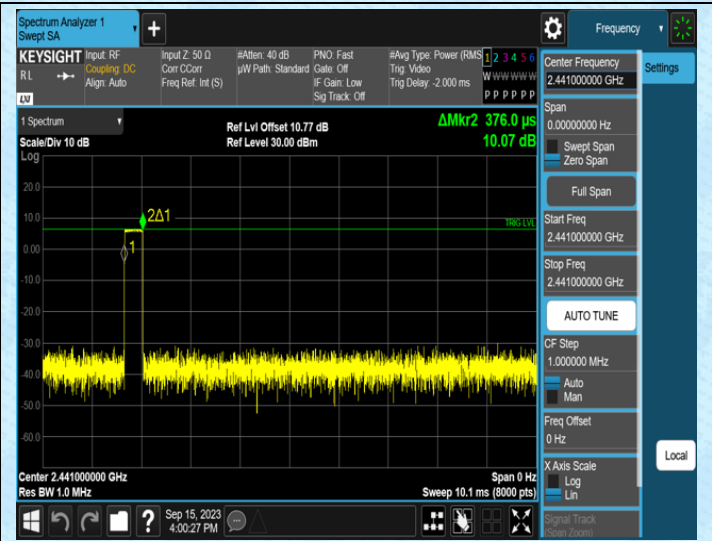 Spectrum Analyzer 1
Swept SA
+
Frequency
KEYSIGHT
RL
LXI
Input: RF
Coupling: DC
Align: Auto
Input Z: 50 Ω
Corr CCorr
Freq Ref: Int (S)
#Atten: 40 dB
µW Path: Standard
PNO: Fast
Gate: Off
IF Gain: Low
Sig Track: Off
#Avg Type: Power (RMS
Trig: Video
Trig Delay: -2.000 ms
1 2 3 4 5 6
W W W W W W
P P P P P P
Center Frequency
2.441000000 GHz
Settings
Span
0.00000000 Hz
Swept Span
Zero Span
Full Span
Start Freq
2.441000000 GHz
Stop Freq
2.441000000 GHz
AUTO TUNE
CF Step
1.000000 MHz
Auto
Man
Freq Offset
0 Hz
X Axis Scale
Log
Lin
Signal Track
(Span Zoom)
Local
1 Spectrum
Scale/Div 10 dB
Log
Ref Lvl Offset 10.77 dB
Ref Level 30.00 dBm
ΔMkr2 376.0 µs
10.07 dB
20.0
10.0
0.00
-10.0
-20.0
-30.0
-40.0
-50.0
-60.0
2Δ1
1
TRIG LVL
Center 2.441000000 GHz
Res BW 1.0 MHz
Span 0 Hz
Sweep 10.1 ms (8000 pts)
?
Sep 15, 2023
4:00:27 PM